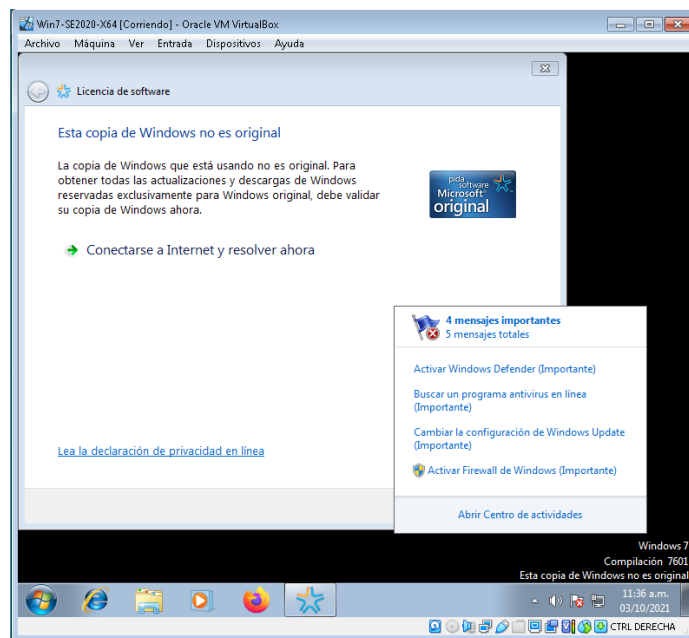 Win7-SE2020-X64 [Corriendo] - Oracle VM VirtualBox
Archivo Máquina Ver Entrada Dispositivos Ayuda
Licencia de software
Esta copia de Windows no es original
La copia de Windows que está usando no es original. Para
obtener todas las actualizaciones y descargas de Windows
reservadas exclusivamente para Windows original, debe validar
su copia de Windows ahora.
pida
software
Microsoft
original
Conectarse a Internet y resolver ahora
4 mensajes importantes
5 mensajes totales
Activar Windows Defender (Importante)
Buscar un programa antivirus en línea
(Importante)
Cambiar la configuración de Windows Update
(Importante)
Activar Firewall de Windows (Importante)
Abrir Centro de actividades
Lea la declaración de privacidad en línea
Windows 7
Compilación 7601
Esta copia de Windows no es original
11:36 a.m.
03/10/2021
CTRL DERECHA